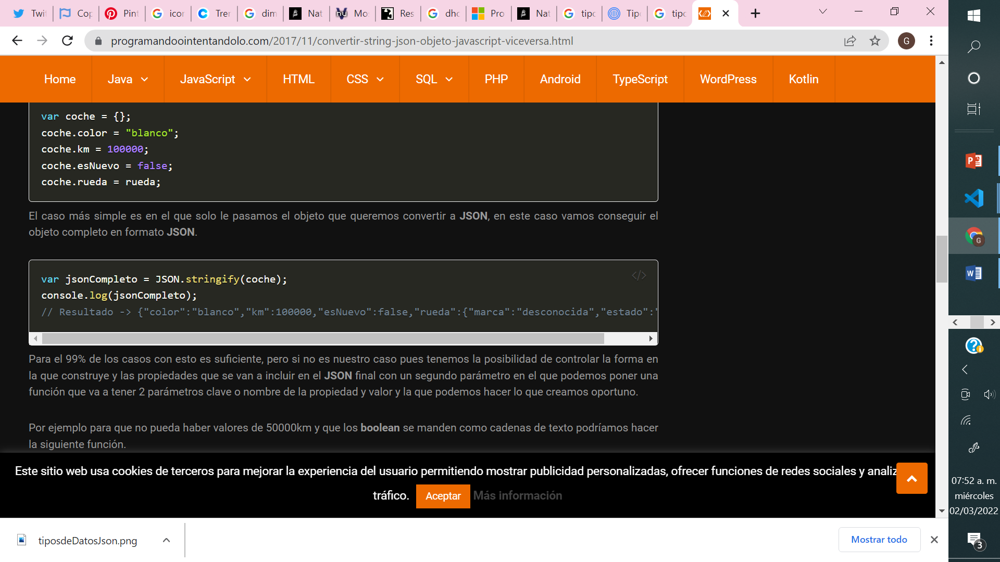 Twit
Cop
Pint
icor
Tren
dim
Nat
Mo
Res
dhc
Pro
Nat
tipo
Tip
tipo
programandoointentandolo.com/2017/11/convertir-string-json-objeto-javascript-viceversa.html
G
Home
Java
JavaScript
HTML
CSS
SQL
PHP
Android
TypeScript
WordPress
Kotlin
var coche = {};
coche.color = "blanco";
coche.km = 100000;
coche.esNuevo = false;
coche.rueda = rueda;
El caso más simple es en el que solo le pasamos el objeto que queremos convertir a JSON, en este caso vamos conseguir el
objeto completo en formato JSON.
var jsonCompleto = JSON.stringify(coche);
console.log(jsonCompleto);
// Resultado -> {"color":"blanco","km":100000,"esNuevo":false,"rueda":{"marca":"desconocida","estado":"
Para el 99% de los casos con esto es suficiente, pero si no es nuestro caso pues tenemos la posibilidad de controlar la forma en
la que construye y las propiedades que se van a incluir en el JSON final con un segundo parámetro en el que podemos poner una
función que va a tener 2 parámetros clave o nombre de la propiedad y valor y la que podemos hacer lo que creamos oportuno.
Por ejemplo para que no pueda haber valores de 50000km y que los boolean se manden como cadenas de texto podríamos hacer
la siguiente función.
Este sitio web usa cookies de terceros para mejorar la experiencia del usuario permitiendo mostrar publicidad personalizadas, ofrecer funciones de redes sociales y analiz
tráfico. Aceptar Más información
tiposdeDatosJson.png
Mostrar todo
07:52 a. m.
miércoles
02/03/2022
3